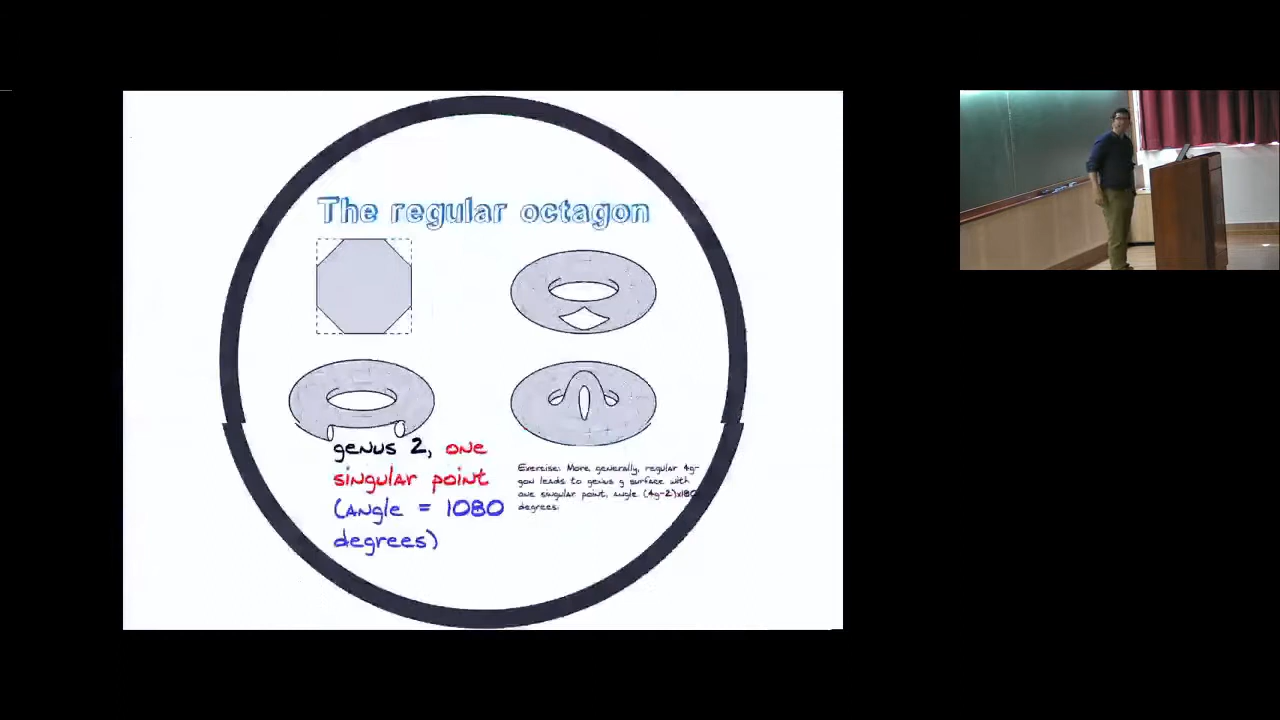 The regular octagon
genus 2, one
singular point
(angle = 1080
degrees)
Exercise: More, generally, regular 4g-
gon leads to genus g surface with
one singular point, angle (4g-2)x180
degrees.